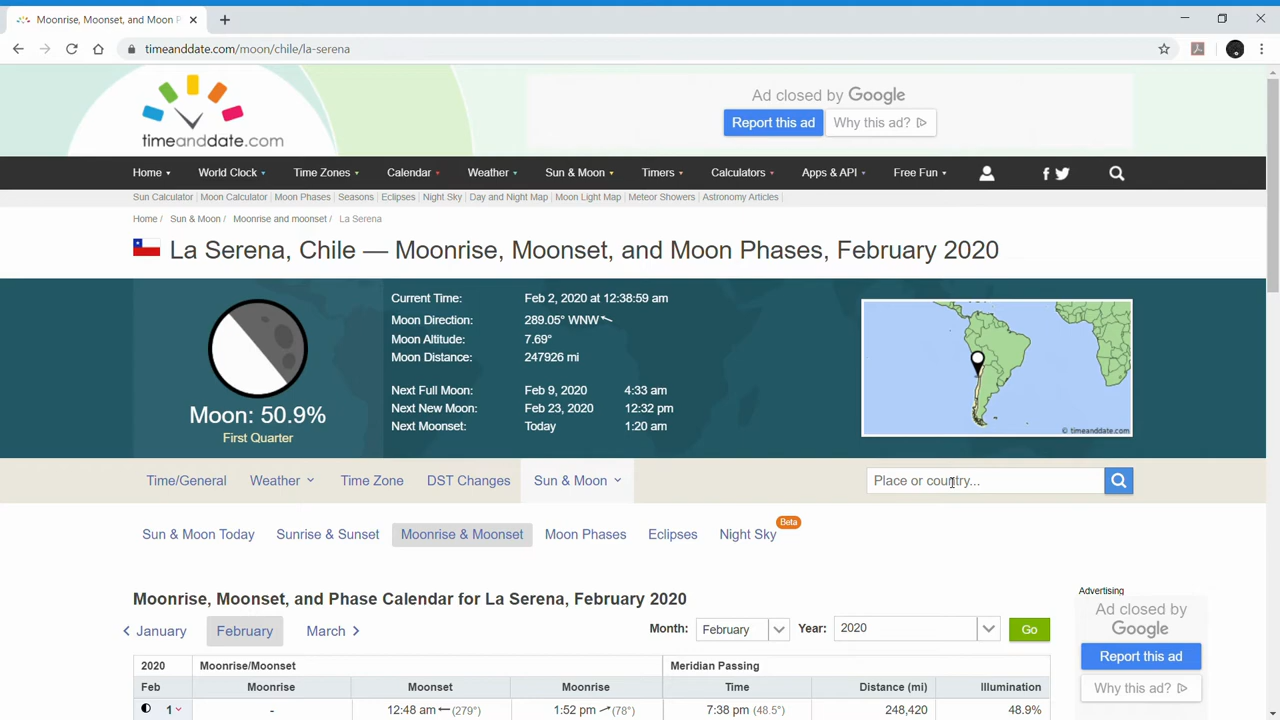 Moonrise, Moonset, and Moon P
timeanddate.com/moon/chile/la-serena
timeanddate.com
Ad closed by Google
Report this ad
Why this ad?
Home
World Clock
Time Zones
Calendar
Weather
Sun & Moon
Timers
Calculators
Apps & API
Free Fun
Sun Calculator
Moon Calculator
Moon Phases
Seasons
Eclipses
Night Sky
Day and Night Map
Moon Light Map
Meteor Showers
Astronomy Articles
Home / Sun & Moon / Moonrise and moonset / La Serena
La Serena, Chile — Moonrise, Moonset, and Moon Phases, February 2020
Moon: 50.9%
First Quarter
Current Time: Feb 2, 2020 at 12:38:59 am
Moon Direction: 289.05° WNW
Moon Altitude: 7.69°
Moon Distance: 247926 mi
Next Full Moon: Feb 9, 2020 4:33 am
Next New Moon: Feb 23, 2020 12:32 pm
Next Moonset: Today 1:20 am
© timeanddate.com
Time/General
Weather
Time Zone
DST Changes
Sun & Moon
Place or country...
Sun & Moon Today
Sunrise & Sunset
Moonrise & Moonset
Moon Phases
Eclipses
Night Sky
Beta
Moonrise, Moonset, and Phase Calendar for La Serena, February 2020
January
February
March
Month: February
Year: 2020
Go
2020 Moonrise/Moonset Meridian Passing
Feb Moonrise Moonset Moonrise Time Distance (mi) Illumination
1 - 12:48 am (279°) 1:52 pm (78°) 7:38 pm (48.5°) 248,420 48.9%
Advertising
Ad closed by
Google
Report this ad
Why this ad?